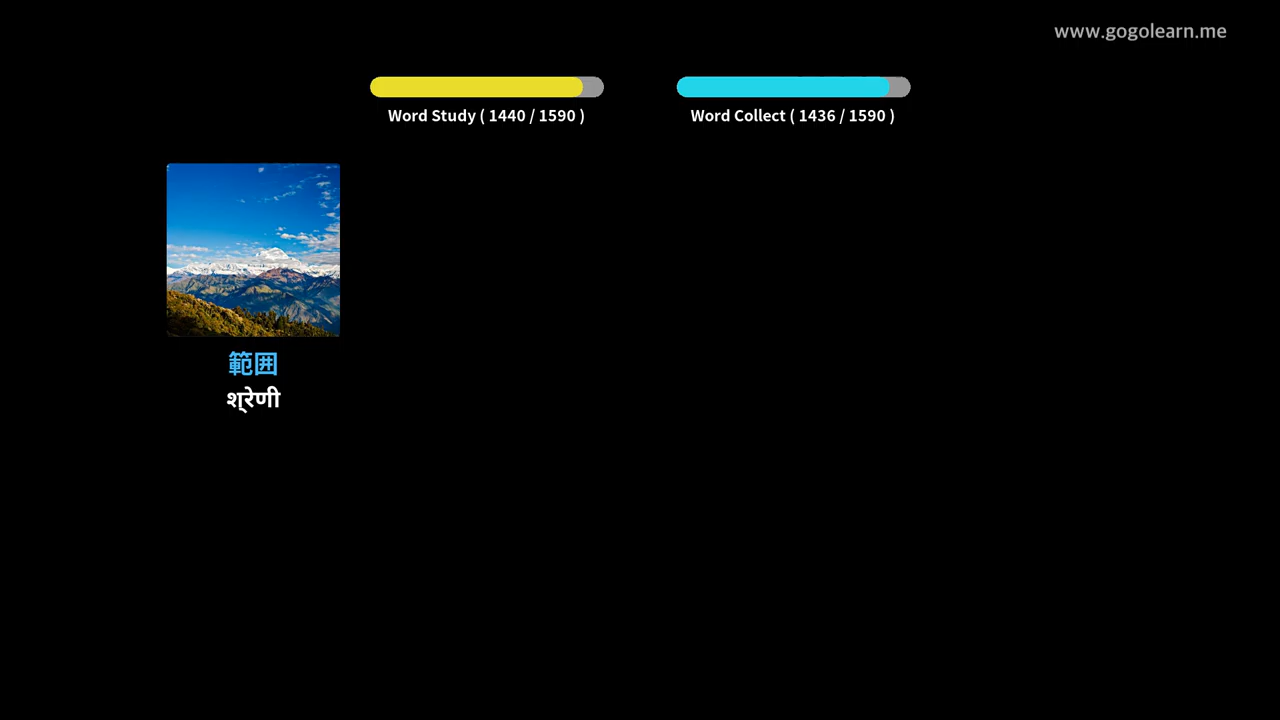 www.gogolearn.me
Word Study ( 1440 / 1590 )
Word Collect ( 1436 / 1590 )
範囲
श्रेणी